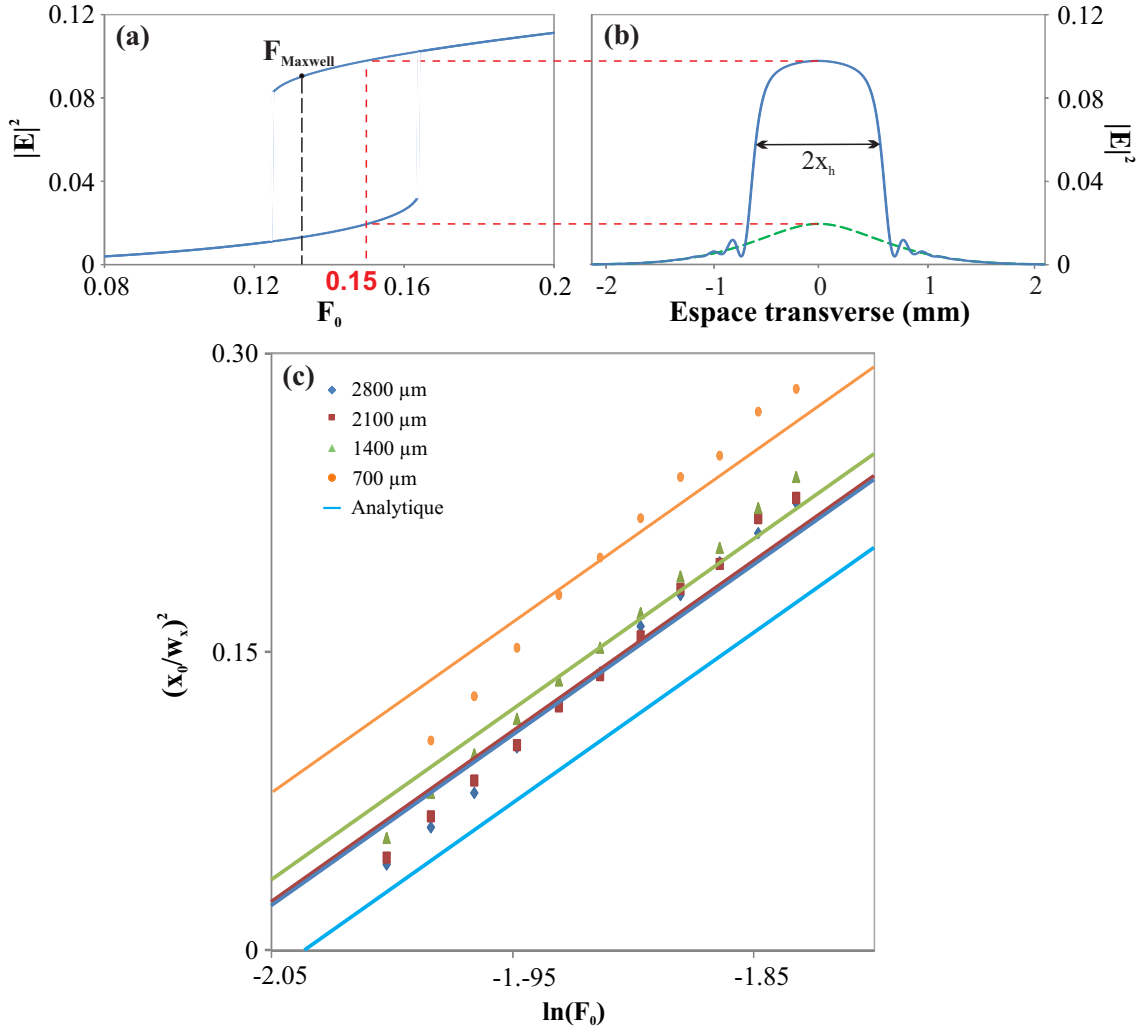 0.12
(a)
F_Maxwell
|E|²
0.08
0.04
0
0.08
0.12
0.15
0.16
0.2
F₀
(b)
0.12
2xₕ
|E|²
0.08
0.04
0
-2
-1
0
1
2
Espace transverse (mm)
0.30
(c)
2800 µm
2100 µm
1400 µm
700 µm
Analytique
(x₀/wₓ)²
0.15
0
-2.05
-1.-95
-1.85
ln(F₀)